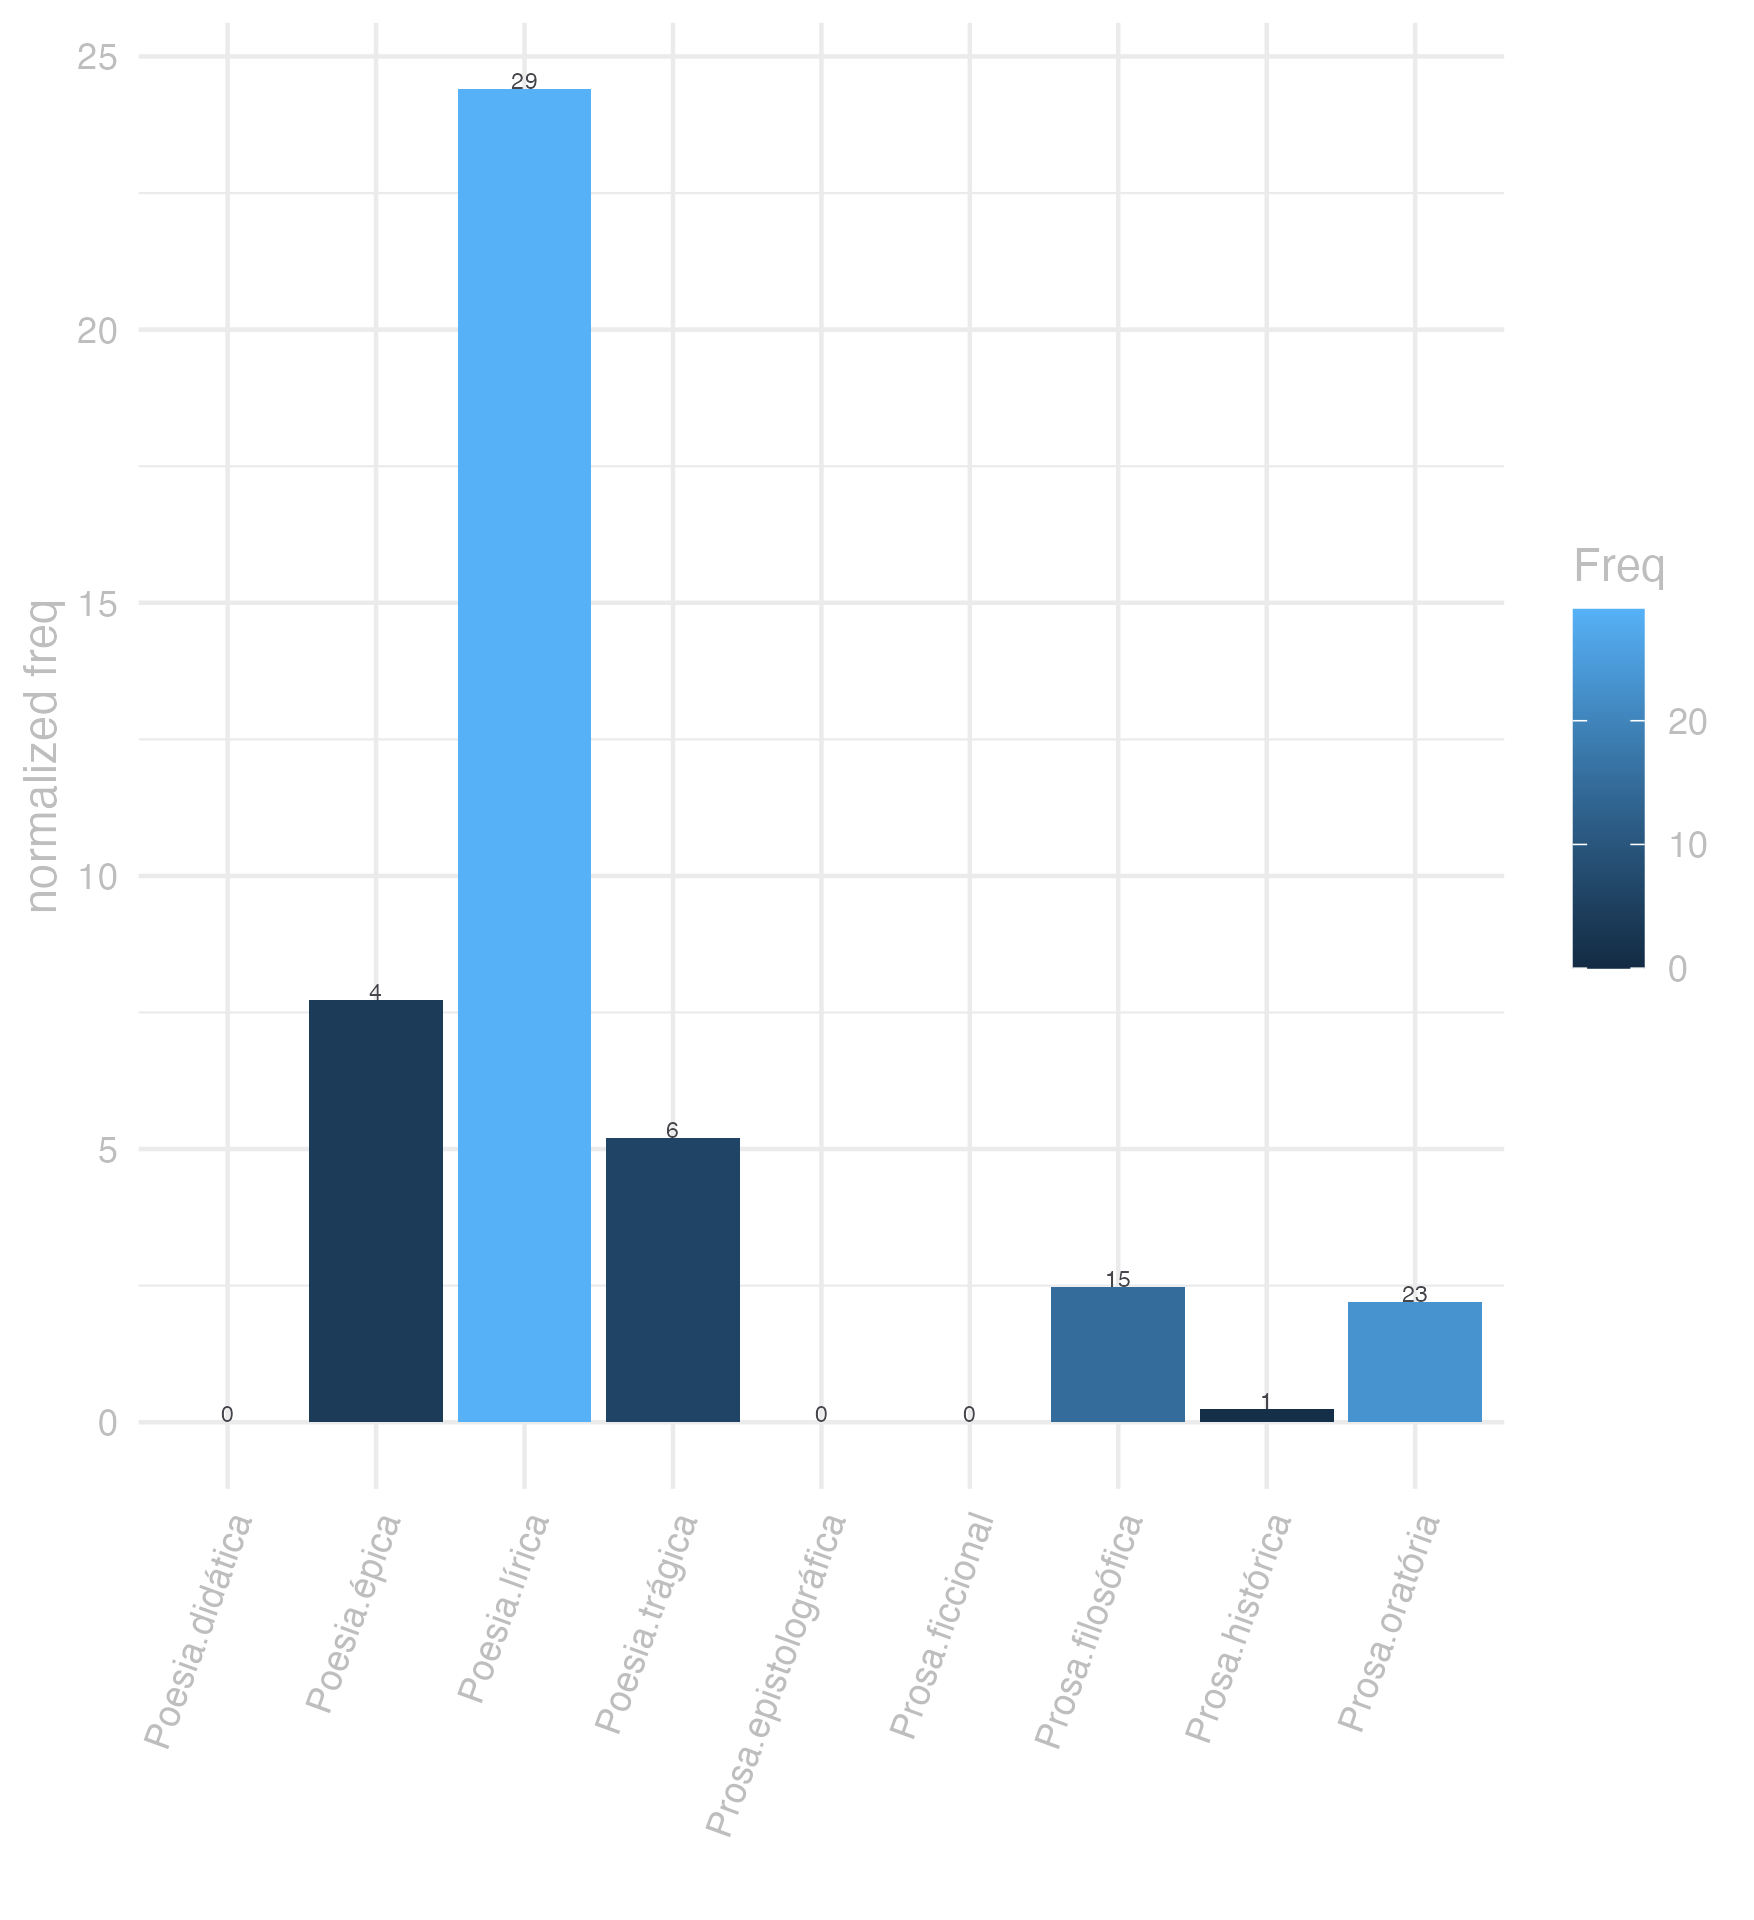 normalized freq
25
20
15
10
5
0
0
4
29
6
0
0
15
1
23
Poesia.didática
Poesia.épica
Poesia.lírica
Poesia.trágica
Prosa.epistolográfica
Prosa.ficcional
Prosa.filosófica
Prosa.histórica
Prosa.oratória
Freq
20
10
0